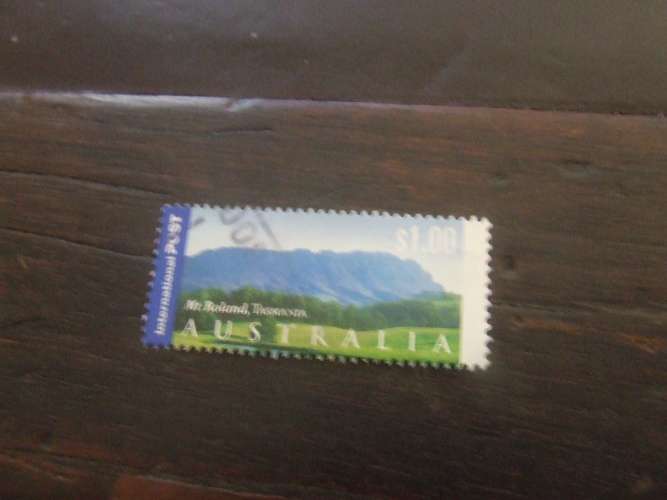 International POST
$1.00
Mt Roland, Tasmania
AUSTRALIA